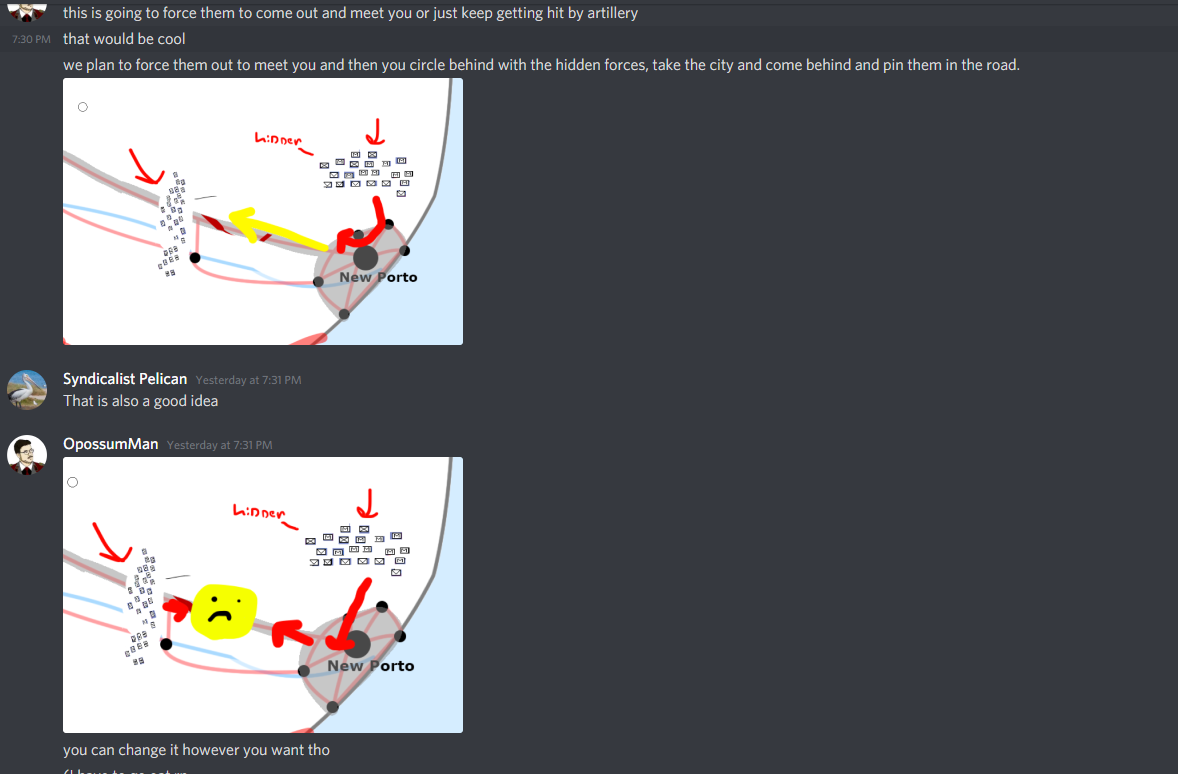 this is going to force them to come out and meet you or just keep getting hit by artillery
7:30 PM that would be cool
we plan to force them out to meet you and then you circle behind with the hidden forces, take the city and come behind and pin them in the road.
hidden
New Porto
Syndicalist Pelican Yesterday at 7:31 PM
That is also a good idea
OpossumMan Yesterday at 7:31 PM
hidden
New Porto
you can change it however you want tho